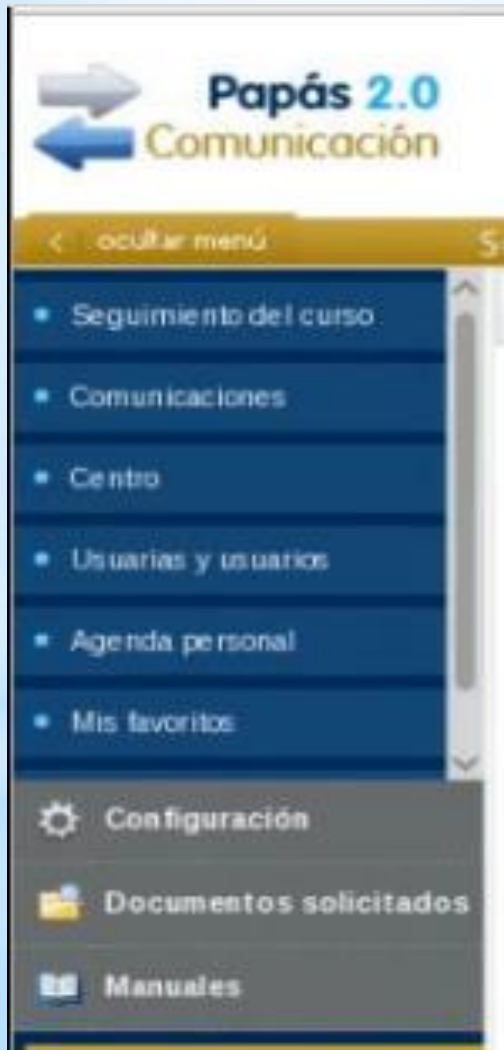 Papás 2.0
Comunicación
ocultar menú
Seguimiento del curso
Comunicaciones
Centro
Usuarias y usuarios
Agenda personal
Mis favoritos
Configuración
Documentos solicitados
Manuales